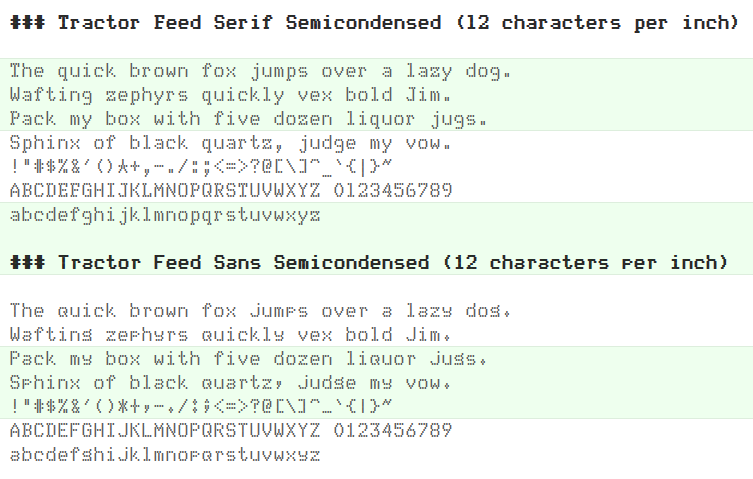 ### Tractor Feed Serif Semicondensed (12 characters per inch)
The quick brown fox jumps over a lazy dog.
Wafting zephyrs quickly vex bold Jim.
Pack my box with five dozen liquor jugs.
Sphinx of black quartz, judge my vow.
!"#$%&'()*+,-./:;<=>?@[\]^_`{|}~
ABCDEFGHIJKLMNOPQRSTUVWXYZ 0123456789
abcdefghijklmnopqrstuvwxyz
### Tractor Feed Sans Semicondensed (12 characters per inch)
The quick brown fox jumps over a lazy dog.
Wafting zephyrs quickly vex bold Jim.
Pack my box with five dozen liquor jugs.
Sphinx of black quartz, judge my vow.
!"#$%&'()*+,-./:;<=>?@[\]^_`{|}~
ABCDEFGHIJKLMNOPQRSTUVWXYZ 0123456789
abcdefghijklmnopqrstuvwxyz